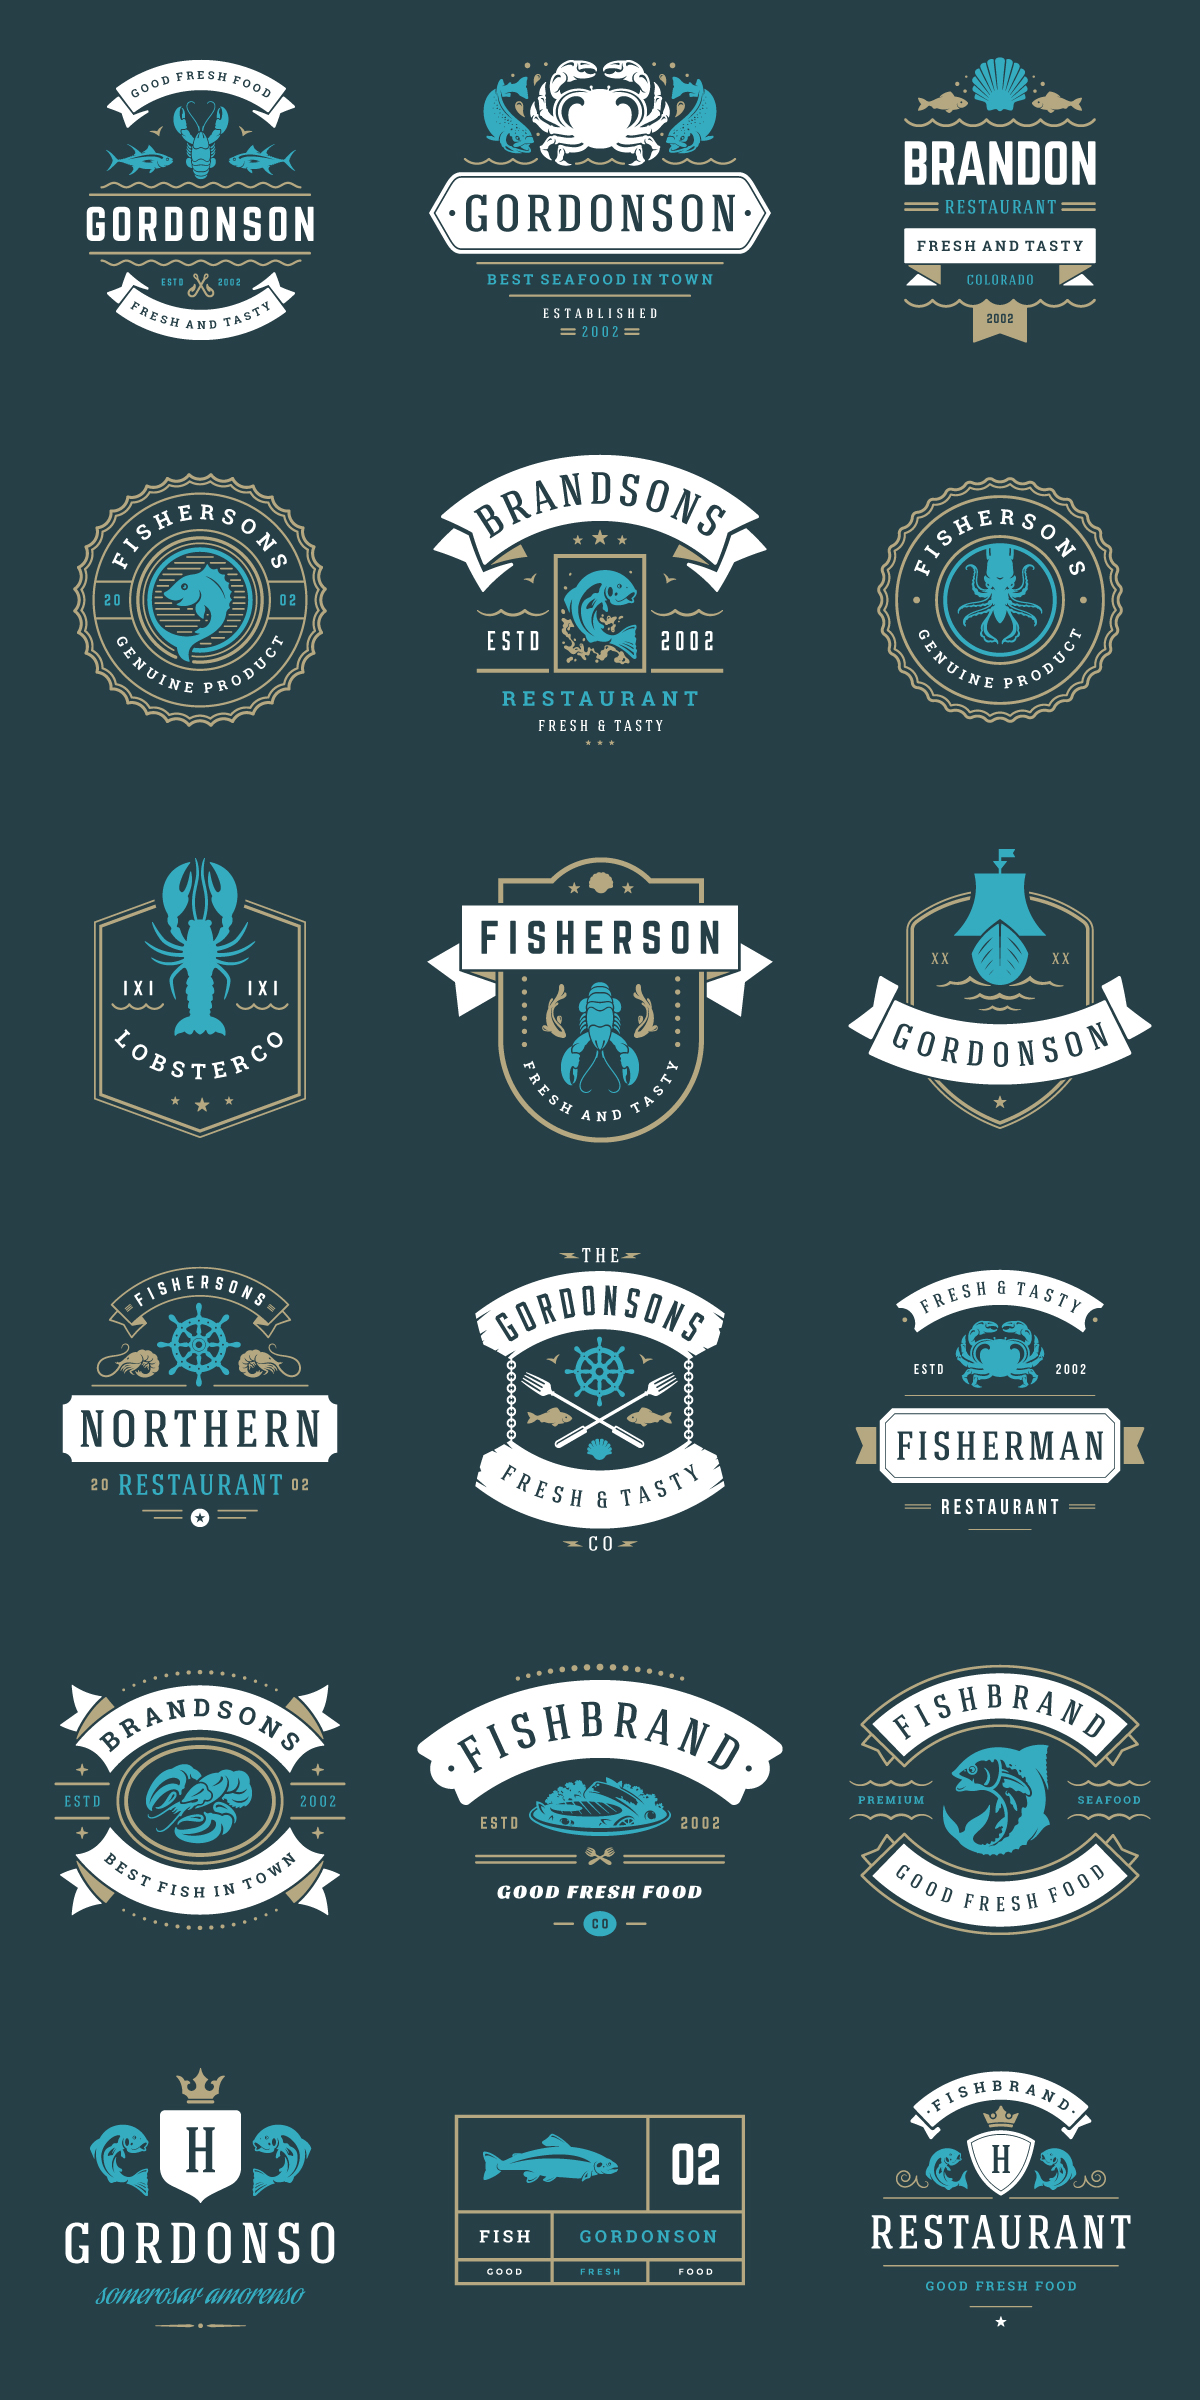 GOOD FRESH FOOD
GORDONSON
ESTD 2002
FRESH AND TASTY
GORDONSON
BEST SEAFOOD IN TOWN
ESTABLISHED
2002
BRANDON
RESTAURANT
FRESH AND TASTY
COLORADO
2002
FISHERSONS
20 02
GENUINE PRODUCT
BRANDSONS
ESTD 2002
RESTAURANT
FRESH & TASTY
FISHERSONS
GENUINE PRODUCT
IXI IXI
LOBSTERCO
FISHERSON
FRESH AND TASTY
XX XX
GORDONSON
FISHERSONS
NORTHERN
20 RESTAURANT 02
THE
GORDONSONS
FRESH & TASTY
CO
FRESH & TASTY
ESTD 2002
FISHERMAN
RESTAURANT
BRANDSONS
ESTD 2002
BEST FISH IN TOWN
FISHBRAND
ESTD 2002
GOOD FRESH FOOD
CO
FISHBRAND
PREMIUM SEAFOOD
GOOD FRESH FOOD
H
GORDONSO
somerosav amorenso
02
FISH GORDONSON
GOOD FRESH FOOD
FISHBRAND
H
RESTAURANT
GOOD FRESH FOOD